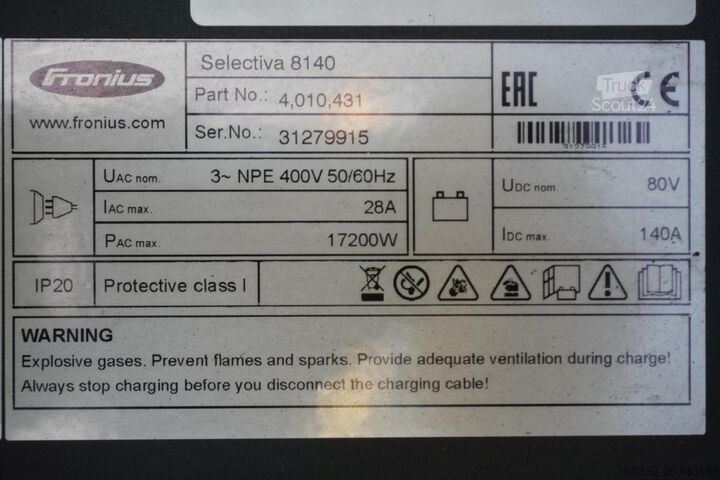 Fronius
www.fronius.com
Selectiva 8140
Part No.: 4,010,431
Ser.No.: 31279915
EAC CE
Truck
Scout24
31279915
UAC nom. 3~ NPE 400V 50/60Hz
IAC max. 28A
PAC max. 17200W
UDC nom. 80V
IDC max. 140A
IP20 Protective class I
WARNING
Explosive gases. Prevent flames and sparks. Provide adequate ventilation during charge!
Always stop charging before you disconnect the charging cable!